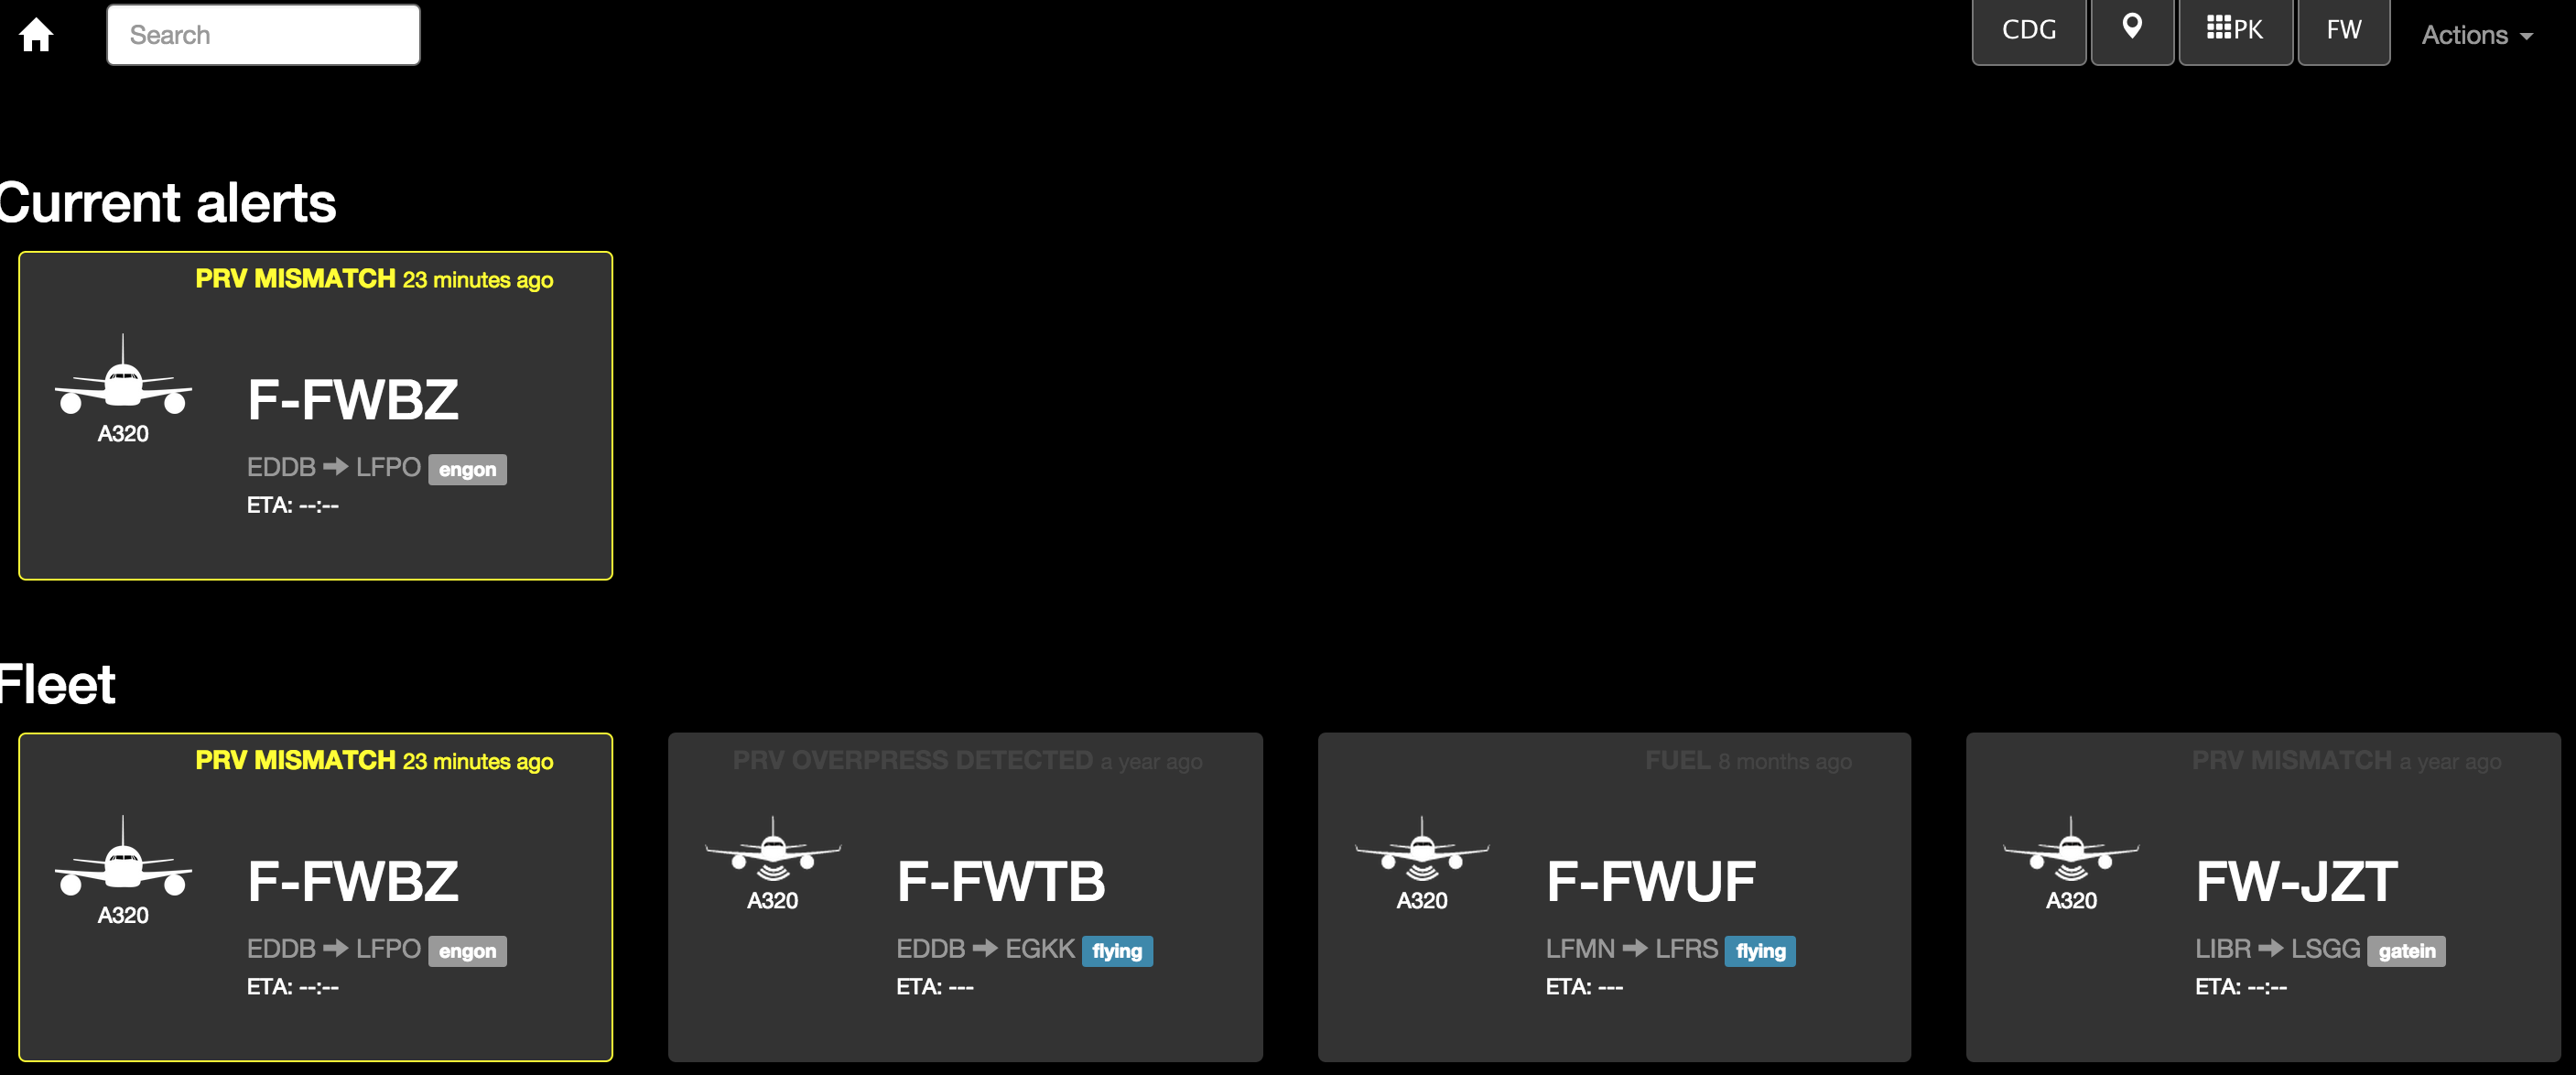 Search
CDG
PK
FW
Actions
Current alerts
PRV MISMATCH 23 minutes ago
F-FWBZ
A320
EDDB → LFPO engon
ETA: --:--
Fleet
PRV MISMATCH 23 minutes ago
F-FWBZ
A320
EDDB → LFPO engon
ETA: --:--
PRV OVERPRESS DETECTED a year ago
F-FWTB
A320
EDDB → EGKK flying
ETA: ---
FUEL 8 months ago
F-FWUF
A320
LFMN → LFRS flying
ETA: ---
PRV MISMATCH a year ago
FW-JZT
A320
LIBR → LSGG gatein
ETA: --:--